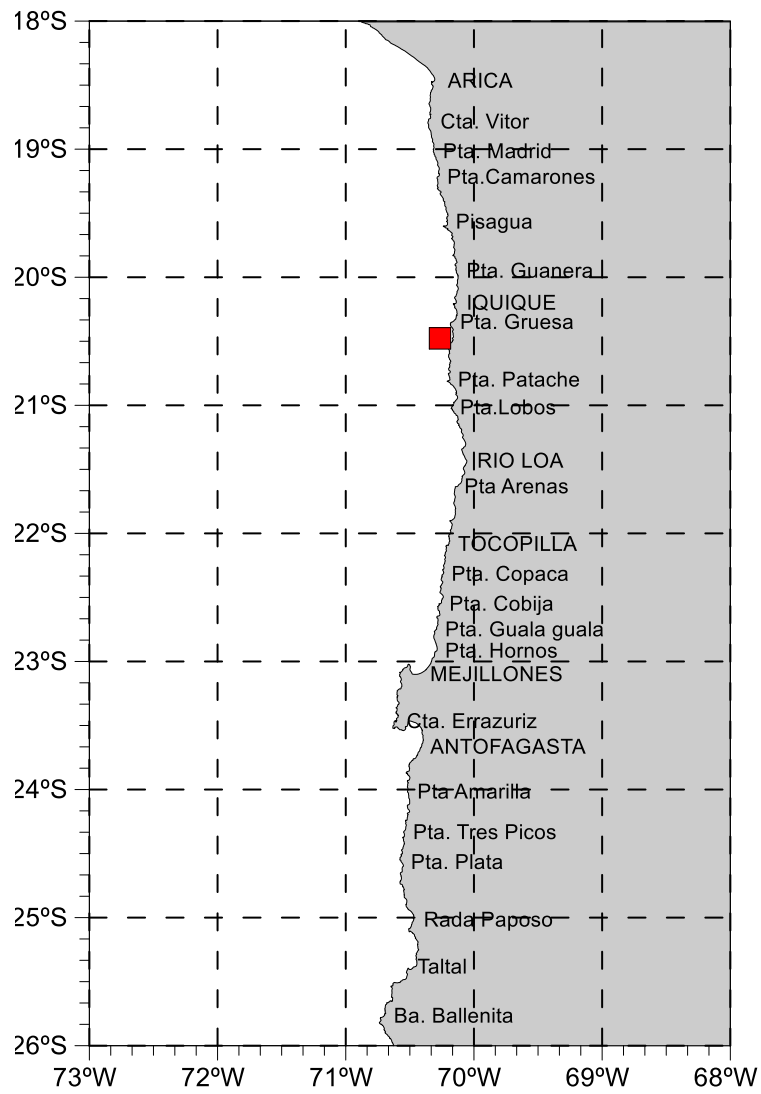 18ºS
ARICA
Cta. Vitor
19ºS
Pta. Madrid
Pta.Camarones
Pisagua
Pta. Guanera
20ºS
IQUIQUE
Pta. Gruesa
Pta. Patache
21ºS
Pta.Lobos
RIO LOA
Pta Arenas
22ºS
TOCOPILLA
Pta. Copaca
Pta. Cobija
Pta. Guala guala
Pta. Hornos
23ºS
MEJILLONES
Cta. Errazuriz
ANTOFAGASTA
24ºS
Pta Amarilla
Pta. Tres Picos
Pta. Plata
25ºS
Rada Paposo
Taltal
Ba. Ballenita
26ºS
73ºW 72ºW 71ºW 70ºW 69ºW 68ºW